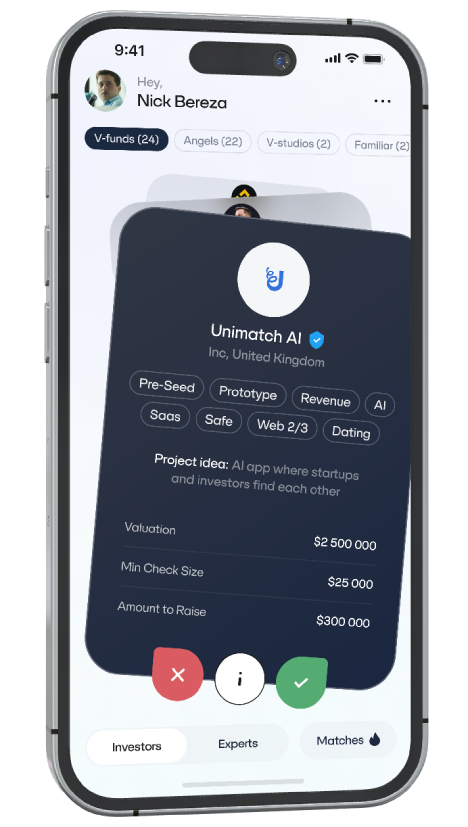 9:41
Hey,
Nick Bereza
V-funds (24) Angels (22) V-studios (2) Familiar (2)
Unimatch AI
Inc, United Kingdom
Pre-Seed Prototype Revenue AI
Saas Safe Web 2/3 Dating
Project idea: AI app where startups
and investors find each other
Valuation $2 500 000
Min Check Size $25 000
Amount to Raise $300 000
i
Investors Experts Matches